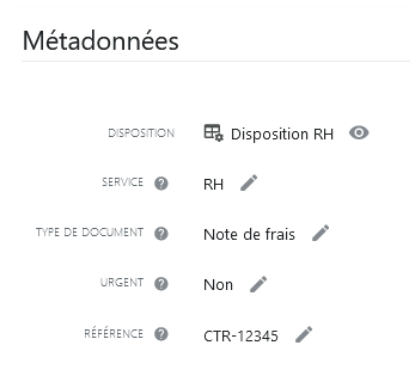 Métadonnées
DISPOSITION Disposition RH
SERVICE RH
TYPE DE DOCUMENT Note de frais
URGENT Non
RÉFÉRENCE CTR-12345